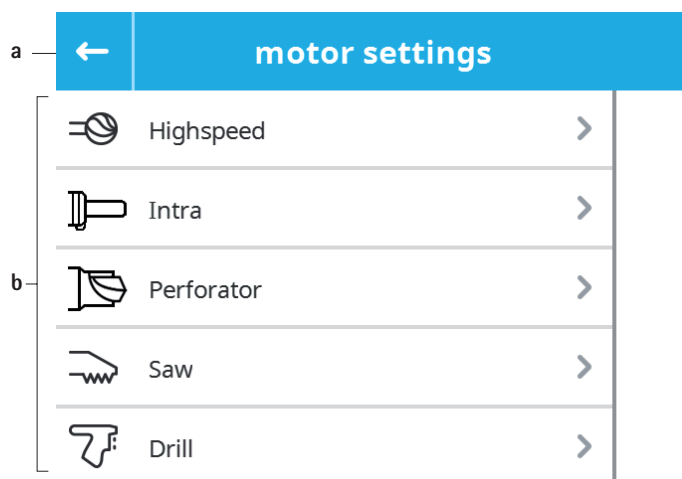 a
motor settings
Highspeed
Intra
Perforator
b
Saw
Drill